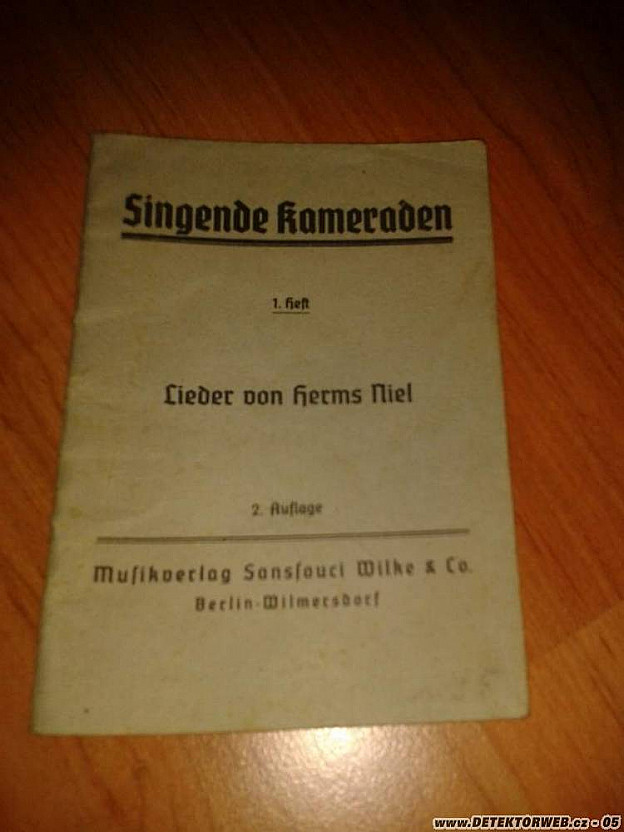 Singende Kameraden
1. Heft
Lieder von Herms Niel
2. Auflage
Muſikverlag Sansſouci Wilke & Co.
Berlin-Wilmersdorf
www.DETEKTORWEB.cz - 05